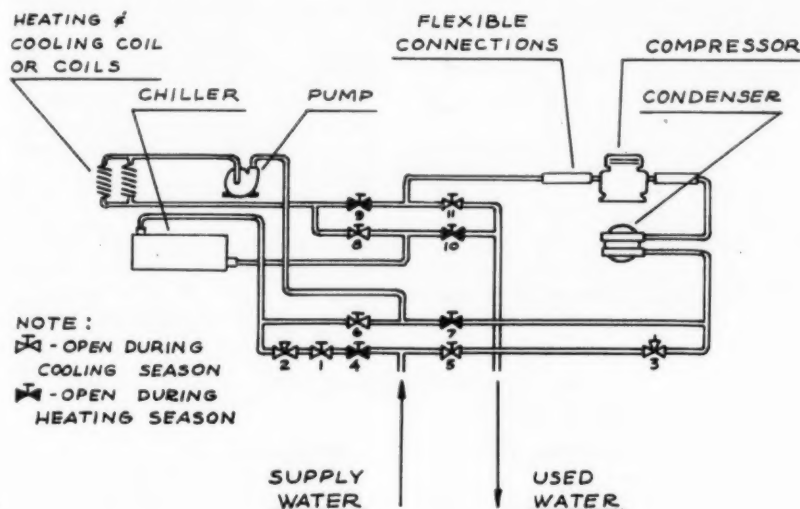 HEATING &
COOLING COIL
OR COILS
CHILLER
PUMP
FLEXIBLE
CONNECTIONS
COMPRESSOR
CONDENSER
9
11
8
10
6
7
2
1
4
5
3
NOTE:
- OPEN DURING
COOLING SEASON
- OPEN DURING
HEATING SEASON
SUPPLY
WATER
USED
WATER